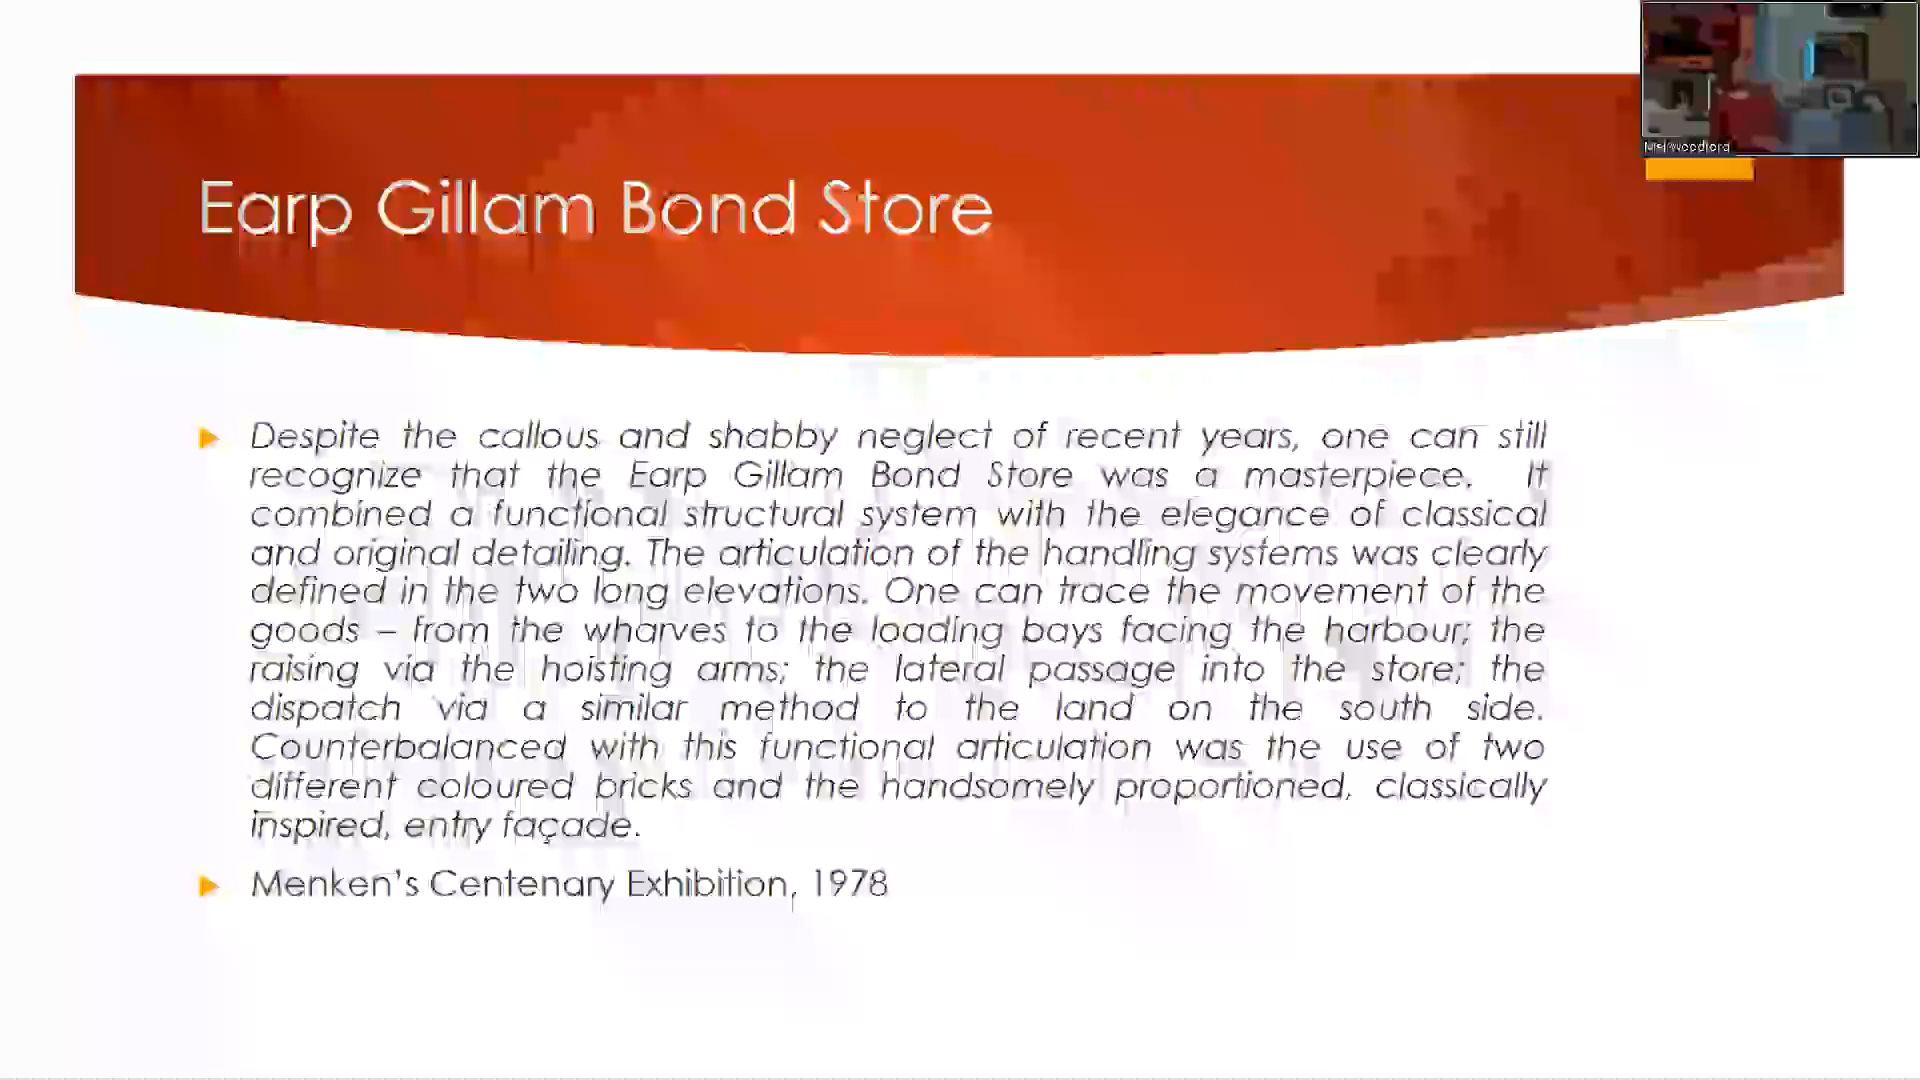 Earp Gillam Bond Store
Despite the callous and shabby neglect of recent years, one can still
recognize that the Earp Gillam Bond Store was a masterpiece. It
combined a functional structural system with the elegance of classical
and original detailing. The articulation of the handling systems was clearly
defined in the two long elevations. One can trace the movement of the
goods – from the wharves to the loading bays facing the harbour; the
raising via the hoisting arms; the lateral passage into the store; the
dispatch via a similar method to the land on the south side.
Counterbalanced with this functional articulation was the use of two
different coloured bricks and the handsomely proportioned, classically
inspired, entry façade.
Menken's Centenary Exhibition, 1978